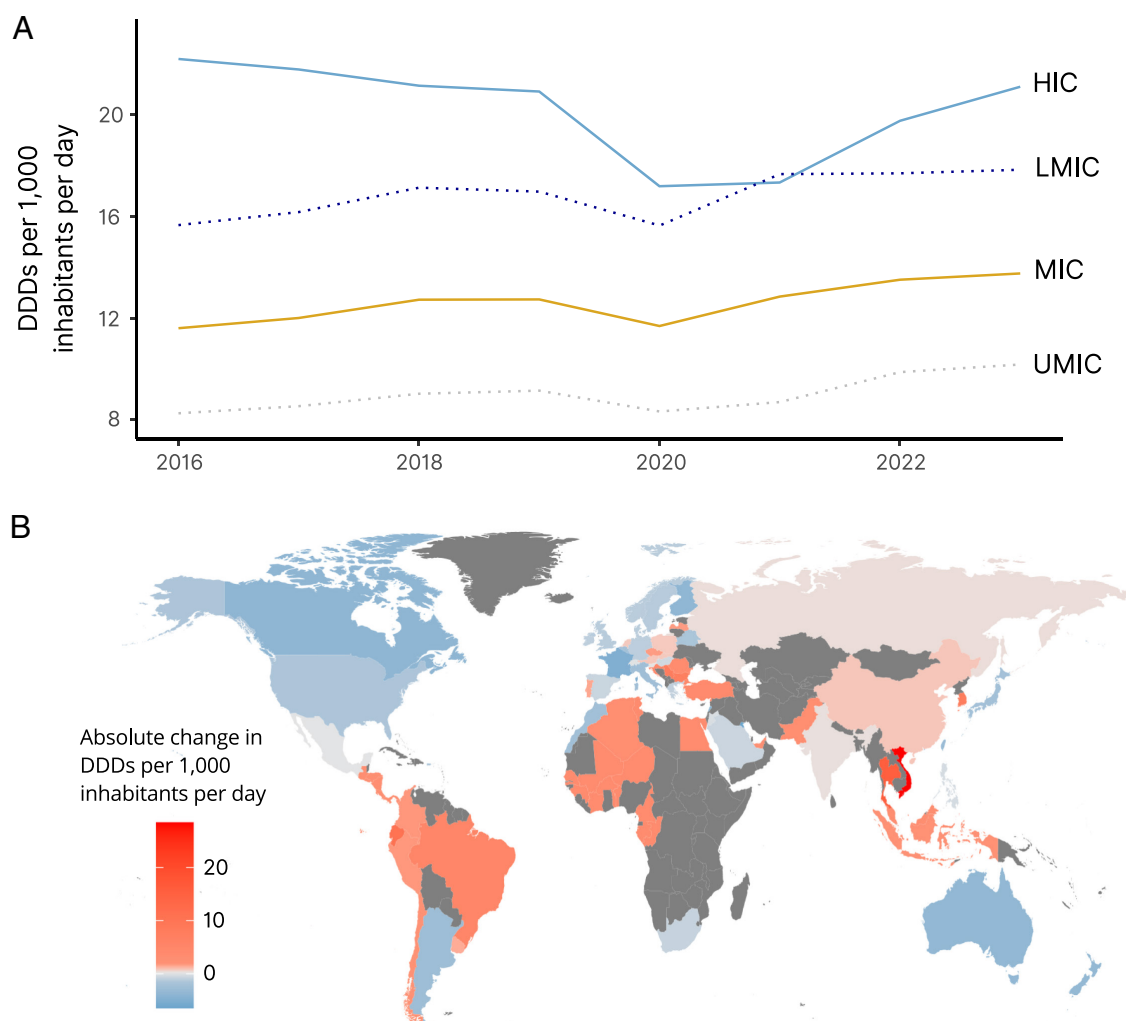 A
DDDs per 1,000
inhabitants per day
20
16
12
8
HIC
LMIC
MIC
UMIC
2016
2018
2020
2022
B
Absolute change in
DDDs per 1,000
inhabitants per day
20
10
0